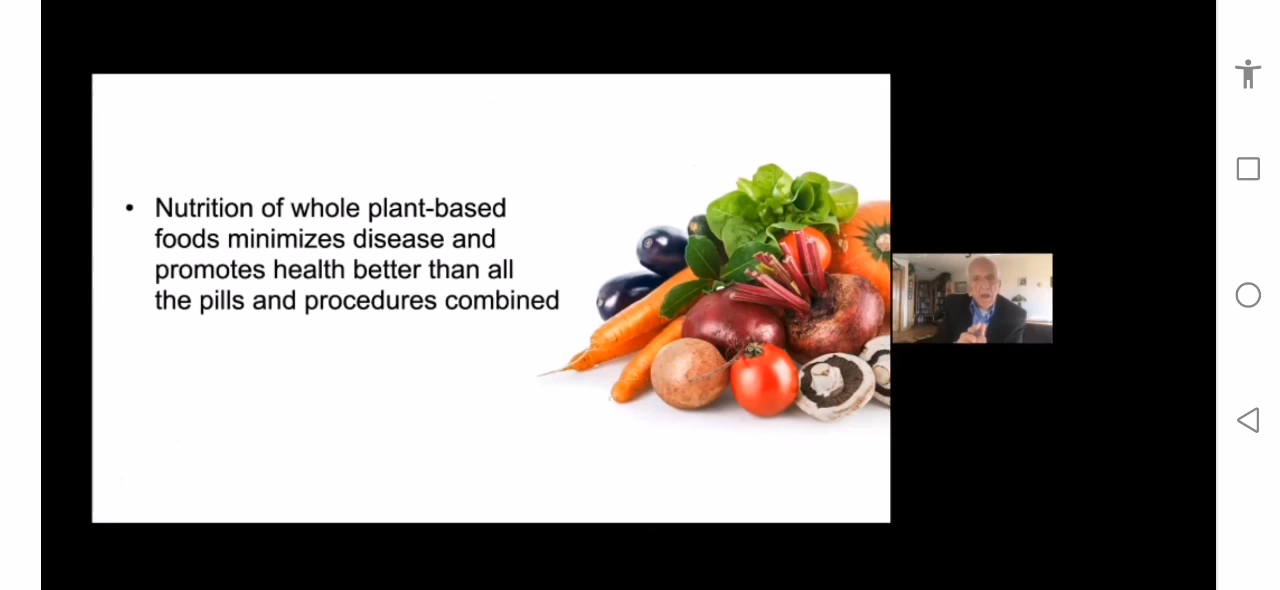 • Nutrition of whole plant-based
foods minimizes disease and
promotes health better than all
the pills and procedures combined